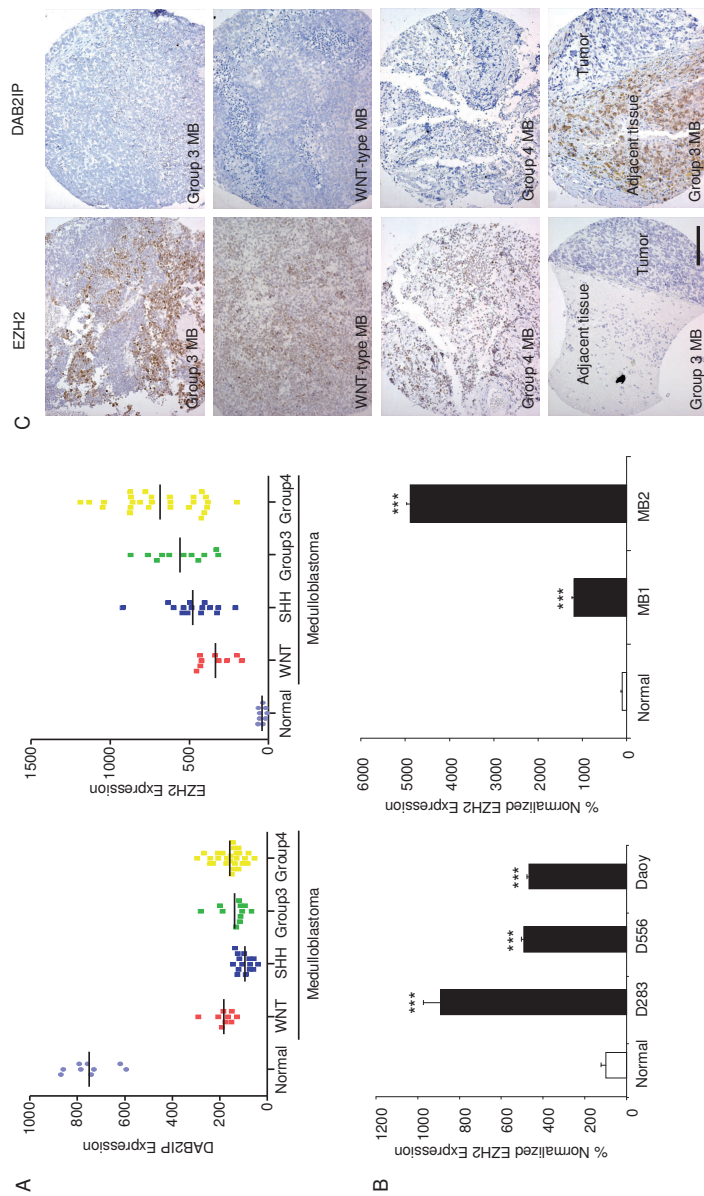 A
1000
800
600
400
200
0
DAB2IP Expression
Normal
WNT
SHH
Group3
Group4
Medulloblastoma
1500
1000
500
0
EZH2 Expression
Normal
WNT
SHH
Group3
Group4
Medulloblastoma
B
1200
1000
800
600
400
200
0
% Normalized EZH2 Expression
***
***
***
Normal
D283
D556
Daoy
6000
5000
4000
3000
2000
1000
0
% Normalized EZH2 Expression
***
***
Normal
MB1
MB2
C
EZH2
DAB2IP
Group 3 MB
Group 3 MB
WNT-type MB
WNT-type MB
Group 4 MB
Group 4 MB
Adjacent tissue
Tumor
Group 3 MB
Adjacent tissue
Tumor
Group 3 MB